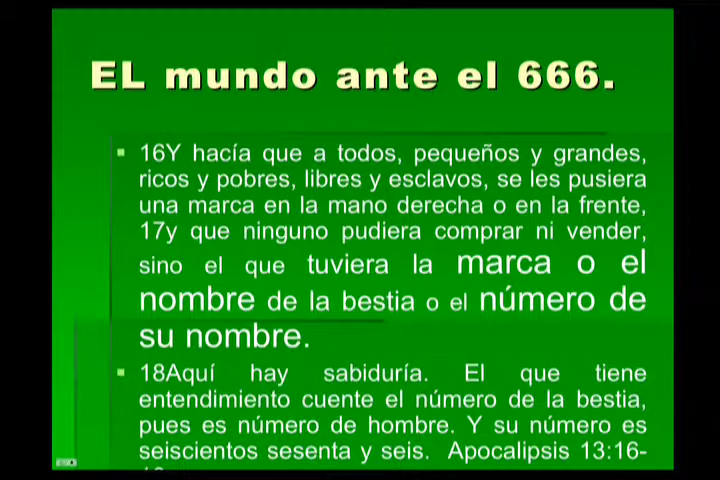 EL mundo ante el 666.
16Y hacía que a todos, pequeños y grandes,
ricos y pobres, libres y esclavos, se les pusiera
una marca en la mano derecha o en la frente,
17y que ninguno pudiera comprar ni vender,
sino el que tuviera la marca o el
nombre de la bestia o el número de
su nombre.
18Aquí hay sabiduría. El que tiene
entendimiento cuente el número de la bestia,
pues es número de hombre. Y su número es
seiscientos sesenta y seis. Apocalipsis 13:16-